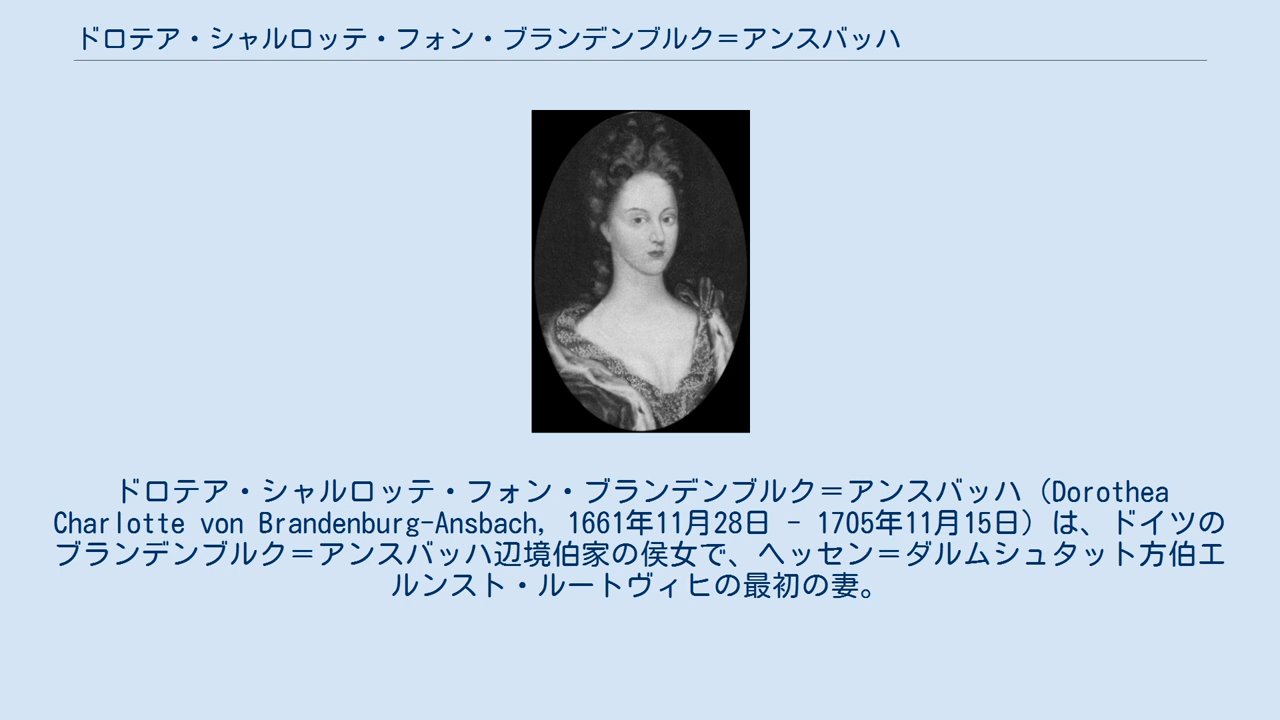 ドロテア・シャルロッテ・フォン・ブランデンブルク＝アンスバッハ
ドロテア・シャルロッテ・フォン・ブランデンブルク＝アンスバッハ（Dorothea
Charlotte von Brandenburg-Ansbach, 1661年11月28日 - 1705年11月15日）は、ドイツの
ブランデンブルク＝アンスバッハ辺境伯家の侯女で、ヘッセン＝ダルムシュタット方伯エ
ルンスト・ルートヴィヒの最初の妻。